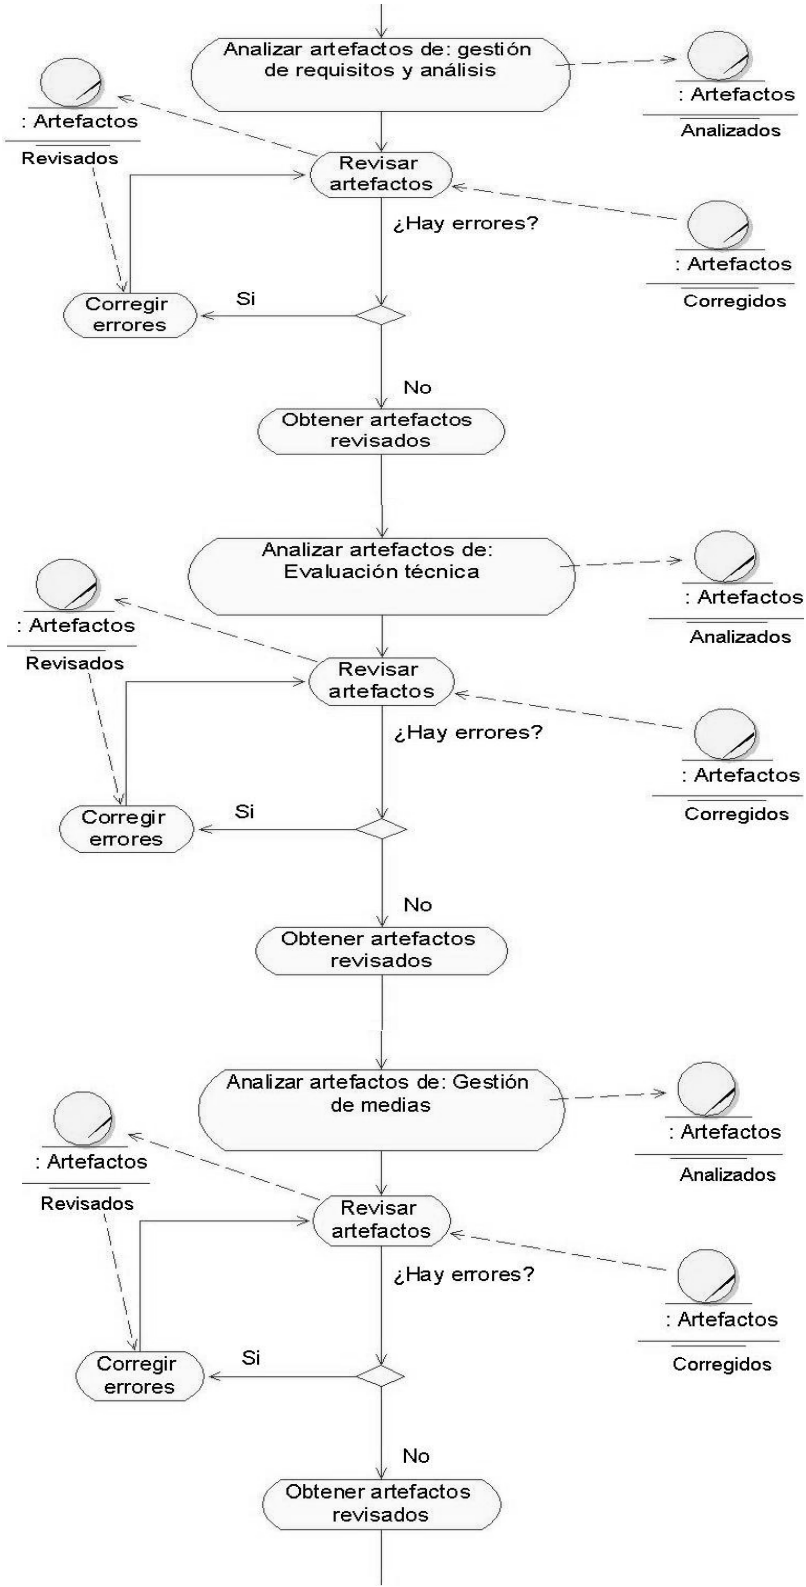 Analizar artefactos de: gestión
de requisitos y análisis
: Artefactos
Analizados
: Artefactos
Revisados
Revisar
artefactos
¿Hay errores?
: Artefactos
Corregidos
Corregir
errores
Si
No
Obtener artefactos
revisados
Analizar artefactos de:
Evaluación técnica
: Artefactos
Analizados
: Artefactos
Revisados
Revisar
artefactos
¿Hay errores?
: Artefactos
Corregidos
Corregir
errores
Si
No
Obtener artefactos
revisados
Analizar artefactos de: Gestión
de medias
: Artefactos
Analizados
: Artefactos
Revisados
Revisar
artefactos
¿Hay errores?
: Artefactos
Corregidos
Corregir
errores
Si
No
Obtener artefactos
revisados